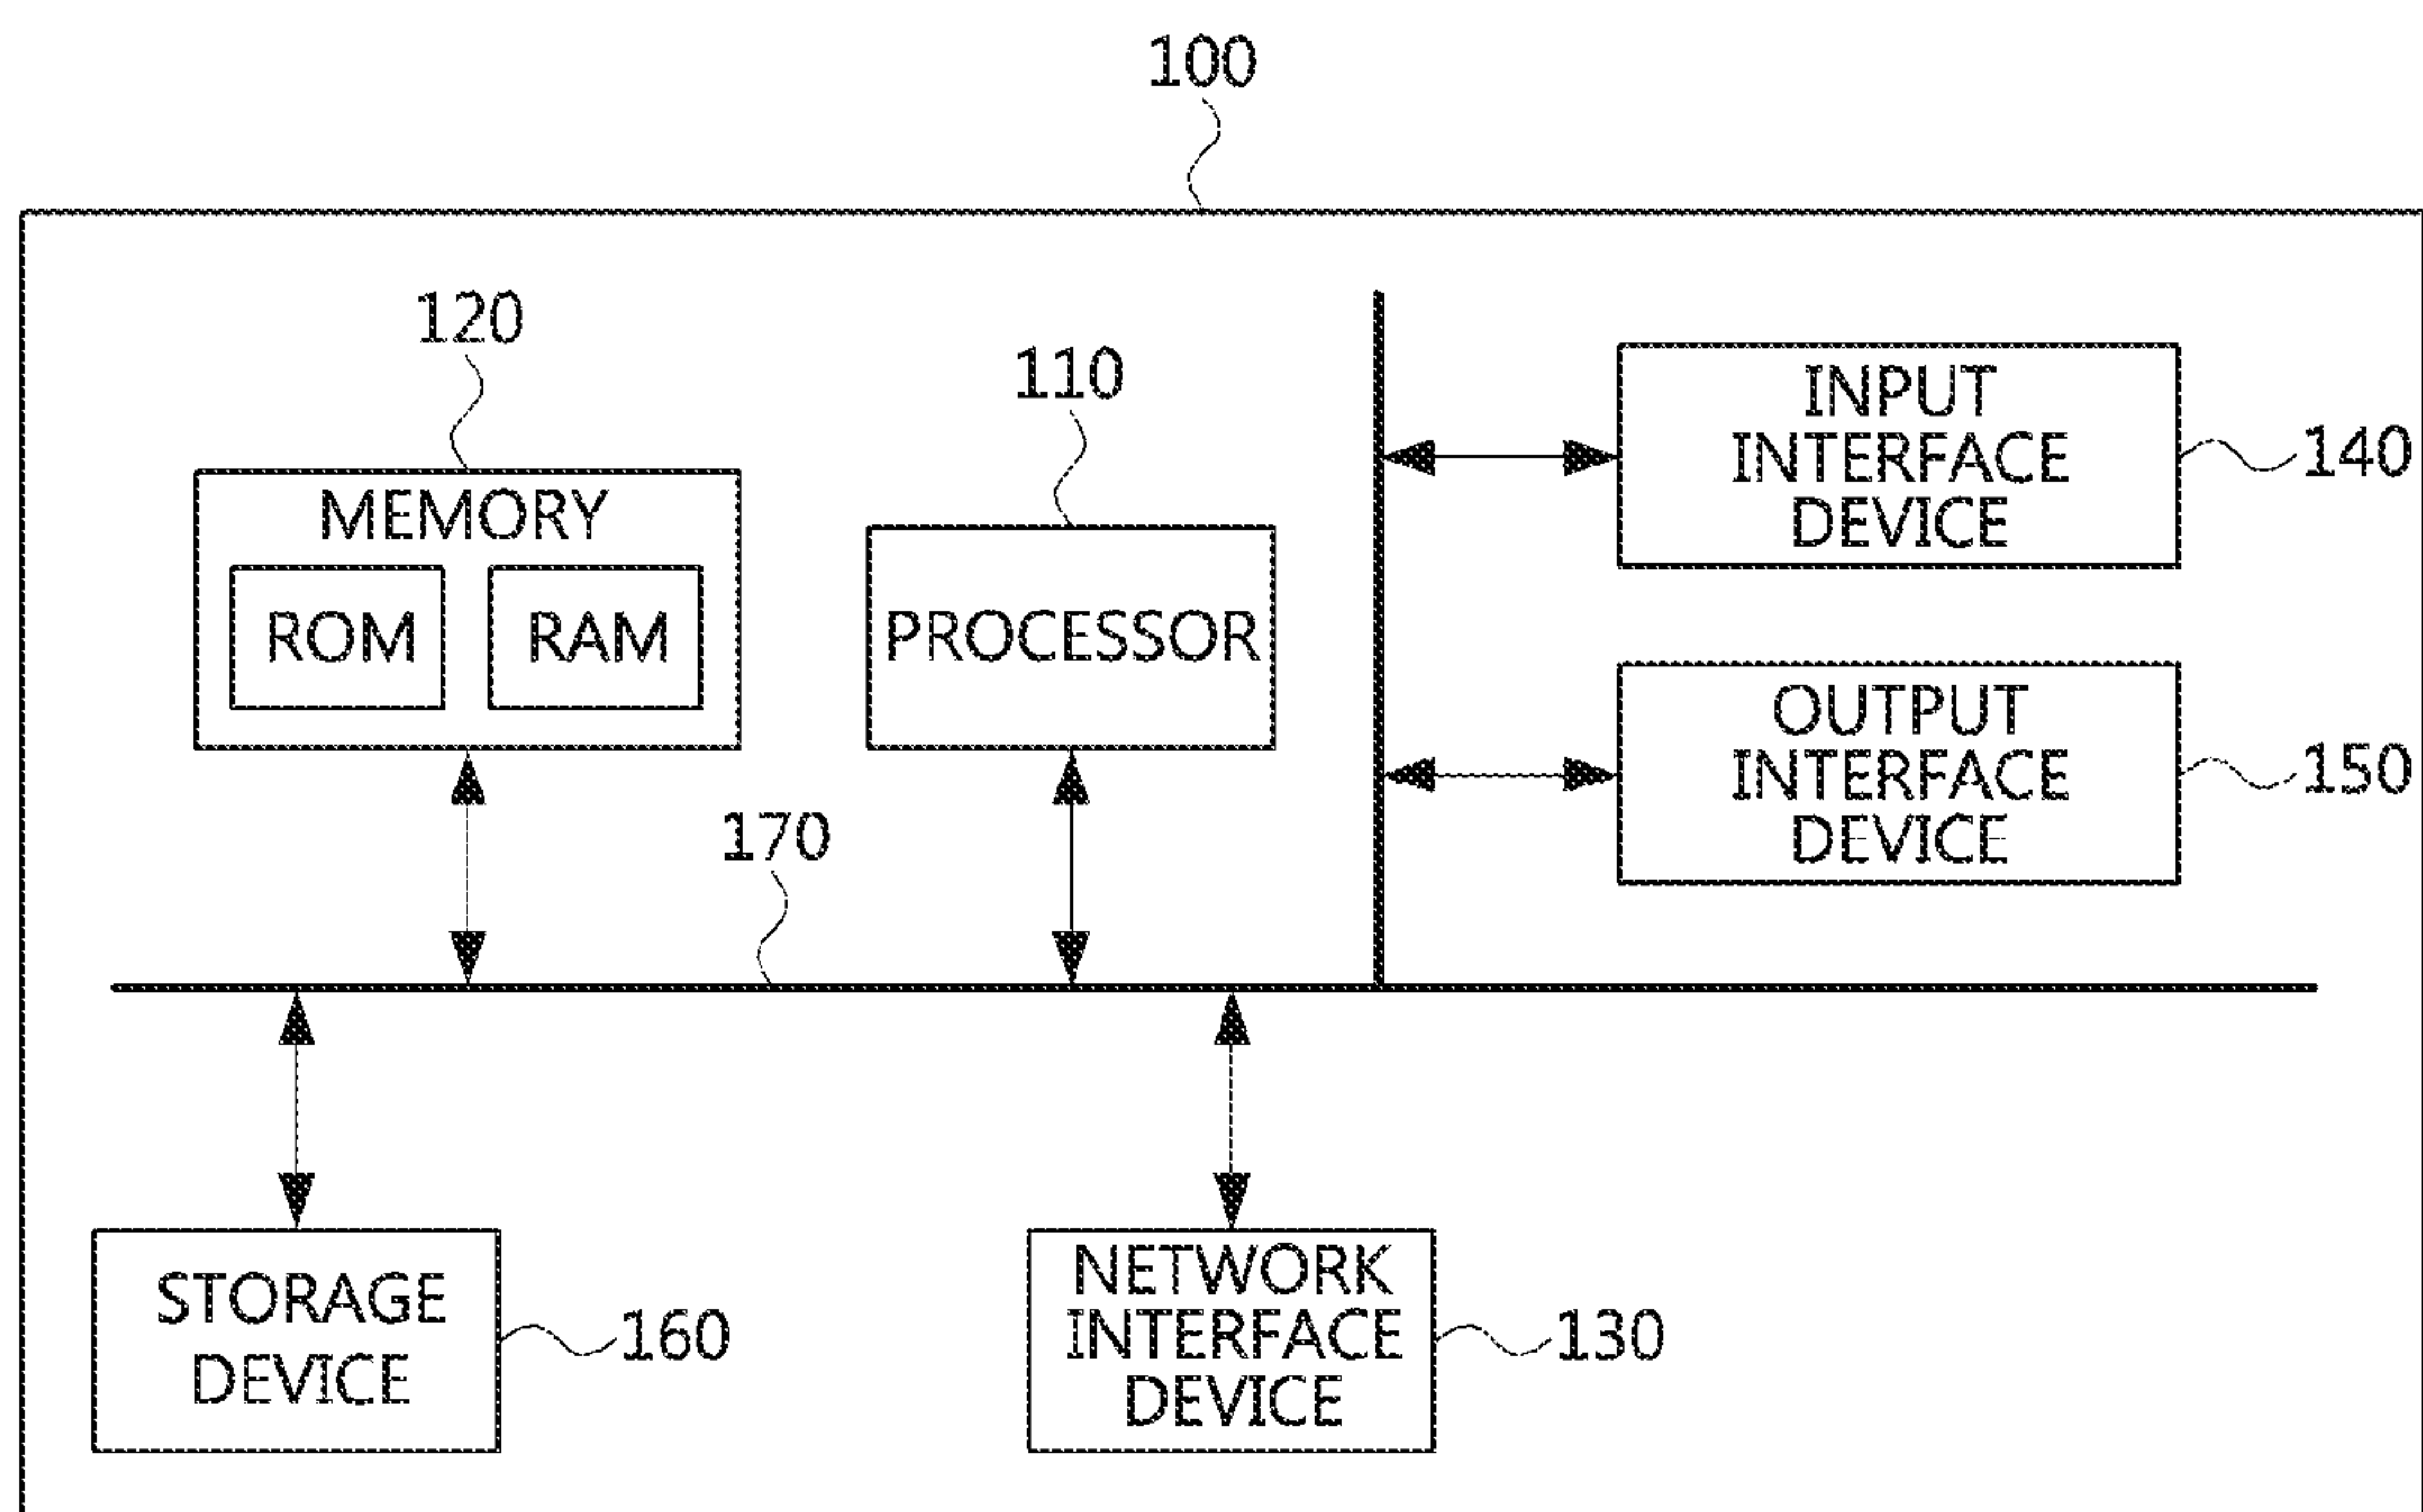 100
120
110
MEMORY
ROM
RAM
PROCESSOR
INPUT
INTERFACE
DEVICE
140
OUTPUT
INTERFACE
DEVICE
150
170
STORAGE
DEVICE
160
NETWORK
INTERFACE
DEVICE
130